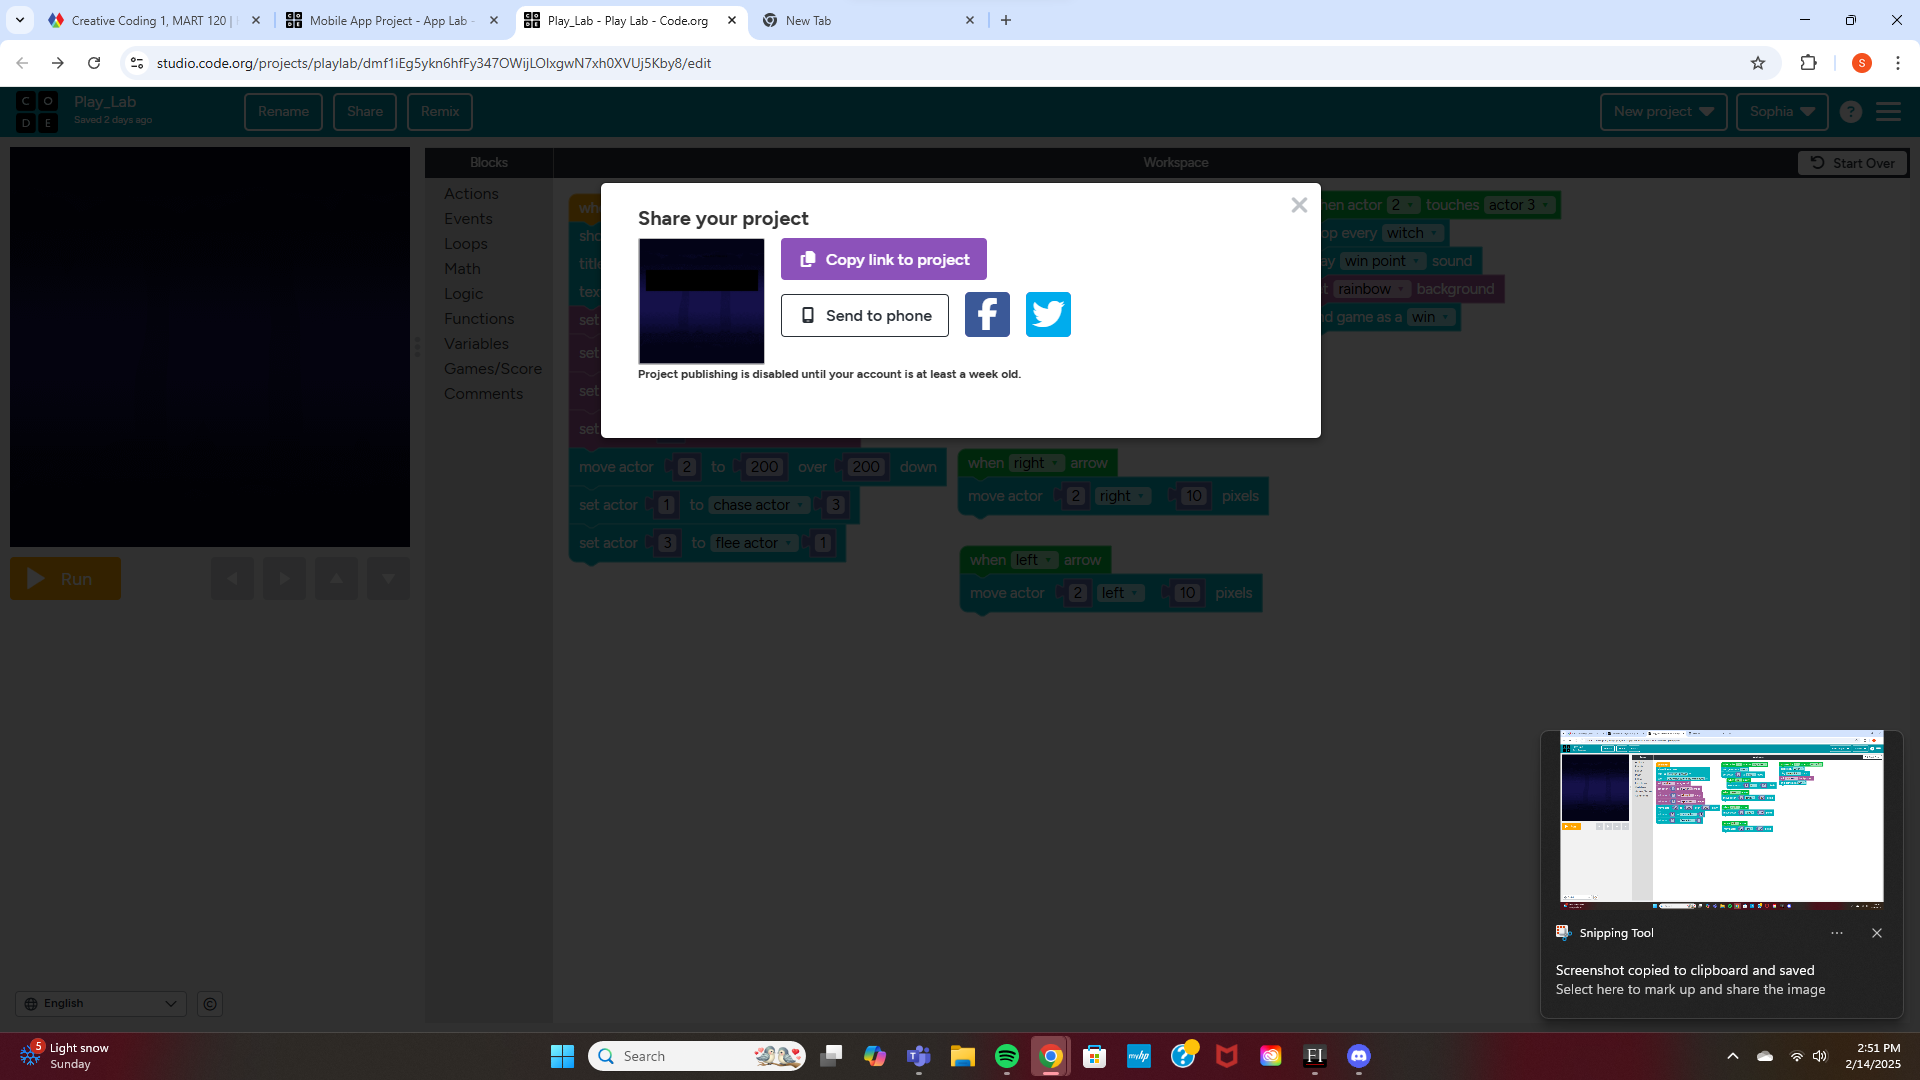 Creative Coding 1, MART 120 |
Mobile App Project - App Lab -
Play_Lab - Play Lab - Code.org
New Tab
studio.code.org/projects/playlab/dmf1iEg5ykn6hfFy347OWijLOlxgwN7xh0XVUj5Kby8/edit
S
C O
D E
Play_Lab
Saved 2 days ago
Rename
Share
Remix
New project
Sophia
?
Blocks
Workspace
Start Over
Actions
Events
Loops
Math
Logic
Functions
Variables
Games/Score
Comments
Share your project
Copy link to project
Send to phone
Project publishing is disabled until your account is at least a week old.
actor 2 touches actor 3
every witch
win point sound
rainbow background
game as a win
set
set
set
set
move actor 2 to 200 over 200 down
set actor 1 to chase actor 3
set actor 3 to flee actor 1
when right arrow
move actor 2 right 10 pixels
when left arrow
move actor 2 left 10 pixels
Run
English
Snipping Tool
Screenshot copied to clipboard and saved
Select here to mark up and share the image
5
Light snow
Sunday
Search
myhp
FI
2:51 PM
2/14/2025